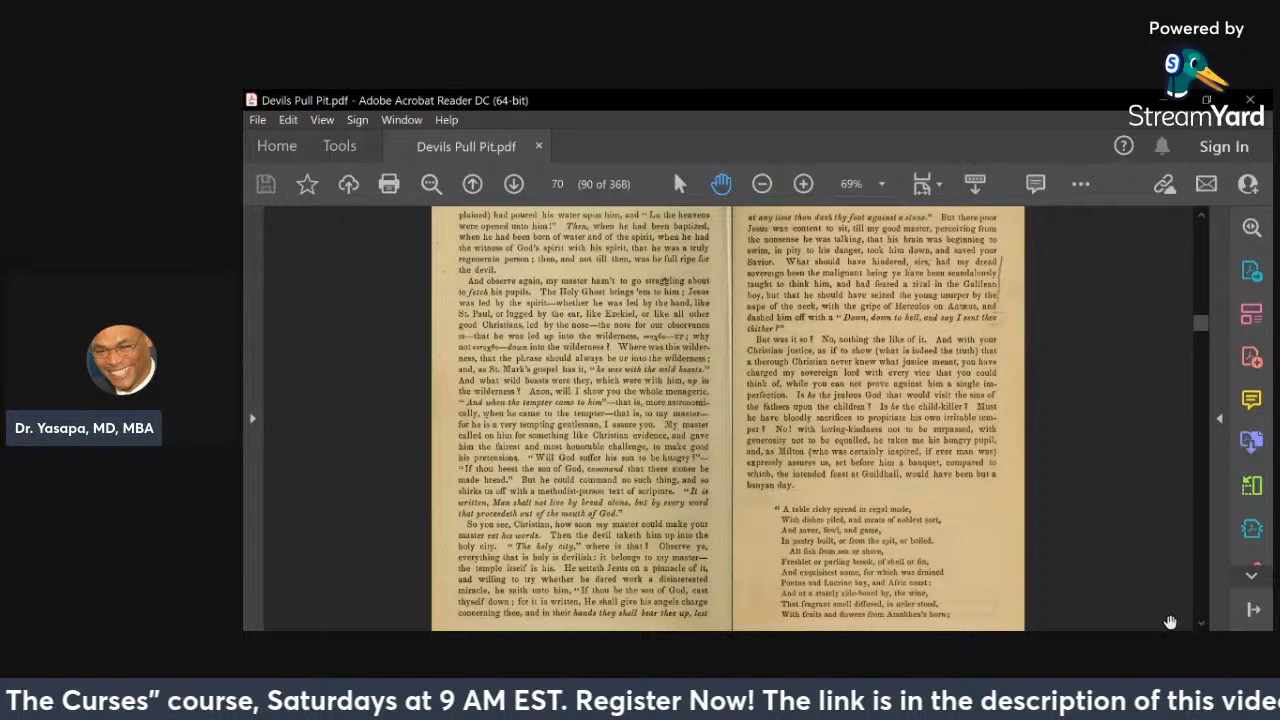 Powered by
S
StreamYard
Devils Pull Pit.pdf - Adobe Acrobat Reader DC (64-bit)
File Edit View Sign Window Help
Home Tools Devils Pull Pit.pdf × Sign In
70 (90 of 368) 69%
plained) had poured his water upon him, and "Lo the heavens
were opened unto him!" Then, when he had been baptized,
when he had been born of water and of the spirit, when he had
the witness of God's spirit with his spirit, that he was a truly
regenerate person; then, and not till then, was he full ripe for
the devil.
And observe again, my master hasn't to go straggling about
to fetch his pupils. The Holy Ghost brings 'em to him; Jesus
was led by the spirit—whether he was led by the hand, like
St. Paul, or lugged by the ear, like Ezekiel, or like all other
good Christians, led by the nose—the note for our observance
is—that he was led up into the wilderness, UP; why
not down into the wilderness? Where was this wilder-
ness, that the phrase should always be UP into the wilderness;
and, as St. Mark's gospel has it, "he was with the wild beasts."
And what wild beasts were they, which were with him, up in
the wilderness? Anon, will I show you the whole menagerie.
"And when the tempter came to him"—that is, more astronomi-
cally, when he came to the tempter—that is, to my master—
for he is a very tempting gentleman, I assure you. My master
called on him for something like Christian evidence, and gave
him the fairest and most honorable challenge, to make good
his pretensions. "Will God suffer his son to be hungry?"—
"If thou beest the son of God, command that these stones be
made bread." But he could command no such thing, and so
shirks us off with a methodist-parson text of scripture. "It is
written, Man shall not live by bread alone, but by every word
that proceedeth out of the mouth of God."
So you see, Christian, how soon my master could make your
master eat his words. Then the devil taketh him up into the
holy city. "The holy city," where is that? Observe ye,
everything that is holy is devilish: it belongs to my master—
the temple itself is his. He setteth Jesus on a pinnacle of it,
and willing to try whether he dared work a disinterested
miracle, he saith unto him, "If thou be the son of God, cast
thyself down; for it is written, He shall give his angels charge
concerning thee, and in their hands they shall bear thee up, lest
at any time thou dash thy foot against a stone." But there poor
Jesus was content to sit, till my good master, perceiving from
the nonsense he was talking, that his brain was beginning to
swim, in pity to his danger, took him down, and saved your
Savior. What should have hindered, sirs, had my dread
sovereign been the malignant being ye have been scandalously
taught to think him, and had feared a rival in the Galilean
boy, but that he should have seized the young usurper by the
nape of the neck, with the gripe of Hercules on Antæus, and
dashed him off with a "Down, down to hell, and say I sent thee
thither?"
But was it so? No, nothing the like of it. And with your
Christian justice, as if to show (what is indeed the truth) that
a thorough Christian never knew what justice meant, you have
charged my sovereign lord with every vice that you could
think of, while you can not prove against him a single im-
perfection. Is he the jealous God that would visit the sins of
the fathers upon the children? Is he the child-killer? Must
he have bloody sacrifices to propitiate his own irritable tem-
per? No! with loving-kindness not to be surpassed, with
generosity not to be equalled, he takes me his hungry pupil,
and, as Milton (who was certainly inspired, if ever man was)
expressly assures us, set before him a banquet, compared to
which, the intended feast at Guildhall, would have been but a
banyan day.
"A table richly spread in regal mode,
With dishes piled, and meats of noblest sort,
And savor, fowl, and game,
In pastry built, or from the spit, or boiled.
All fish from sea or shore,
Freshlet or purling brook, of shell or fin,
And exquisitest name, for which was drained
Pontus and Lucrine bay, and Afric coast:
And at a stately side-board by, the wine,
That fragrant smell diffused, in order stood,
With fruits and flowers from Amalthea's horn;
Dr. Yasapa, MD, MBA
The Curses" course, Saturdays at 9 AM EST. Register Now! The link is in the description of this vide